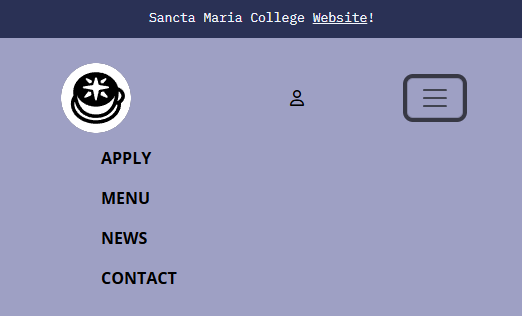 Sancta Maria College Website!
APPLY
MENU
NEWS
CONTACT